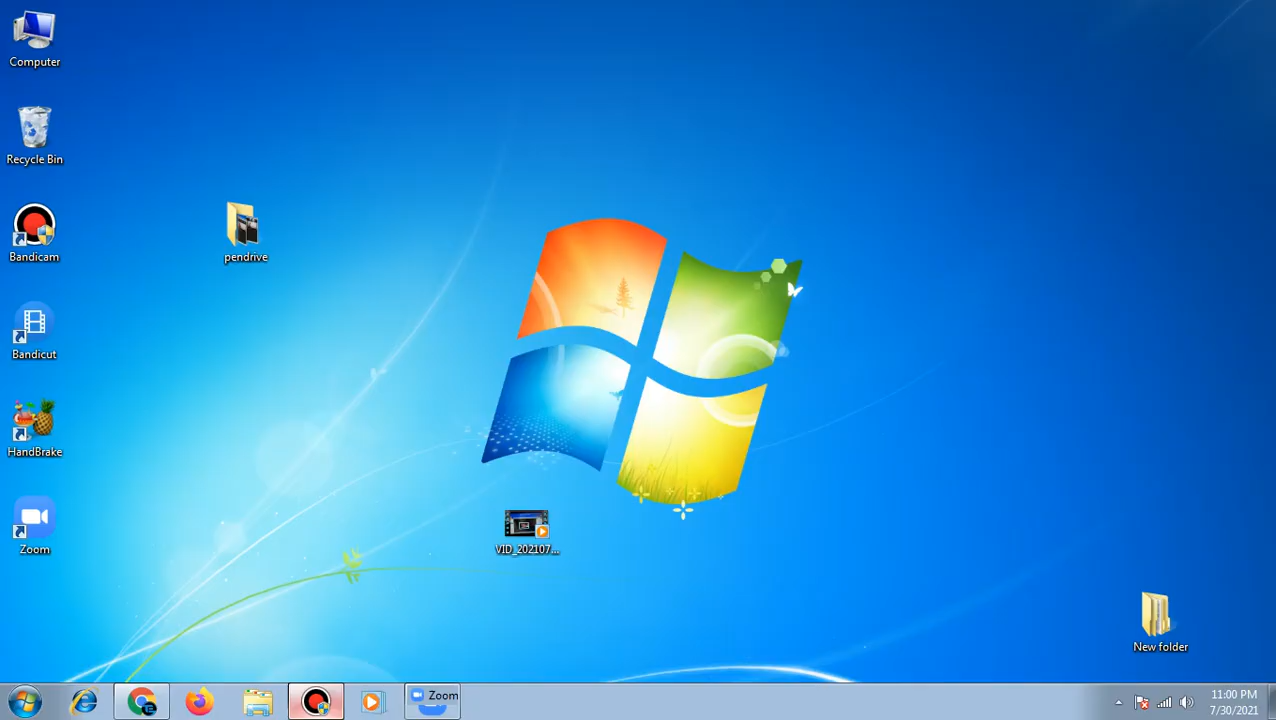 Computer
Recycle Bin
Bandicam
pendrive
Bandicut
HandBrake
Zoom
VID_202107...
New folder
Zoom
11:00 PM
7/30/2021